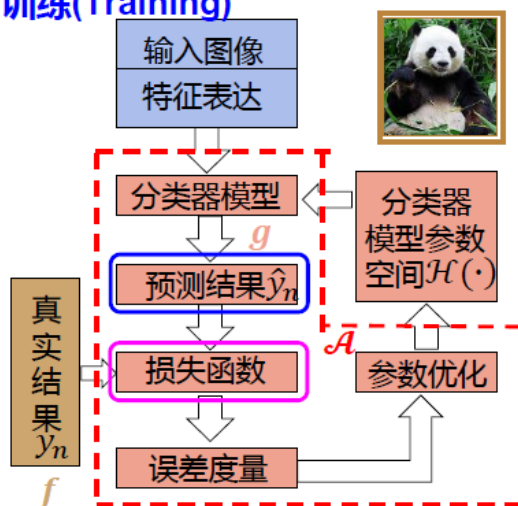 训练(Training)
输入图像
特征表达
分类器模型
g
预测结果ŷₙ
损失函数
误差度量
真
实
结
果
yₙ
f
分类器
模型参数
空间ℋ(·)
𝒜
参数优化